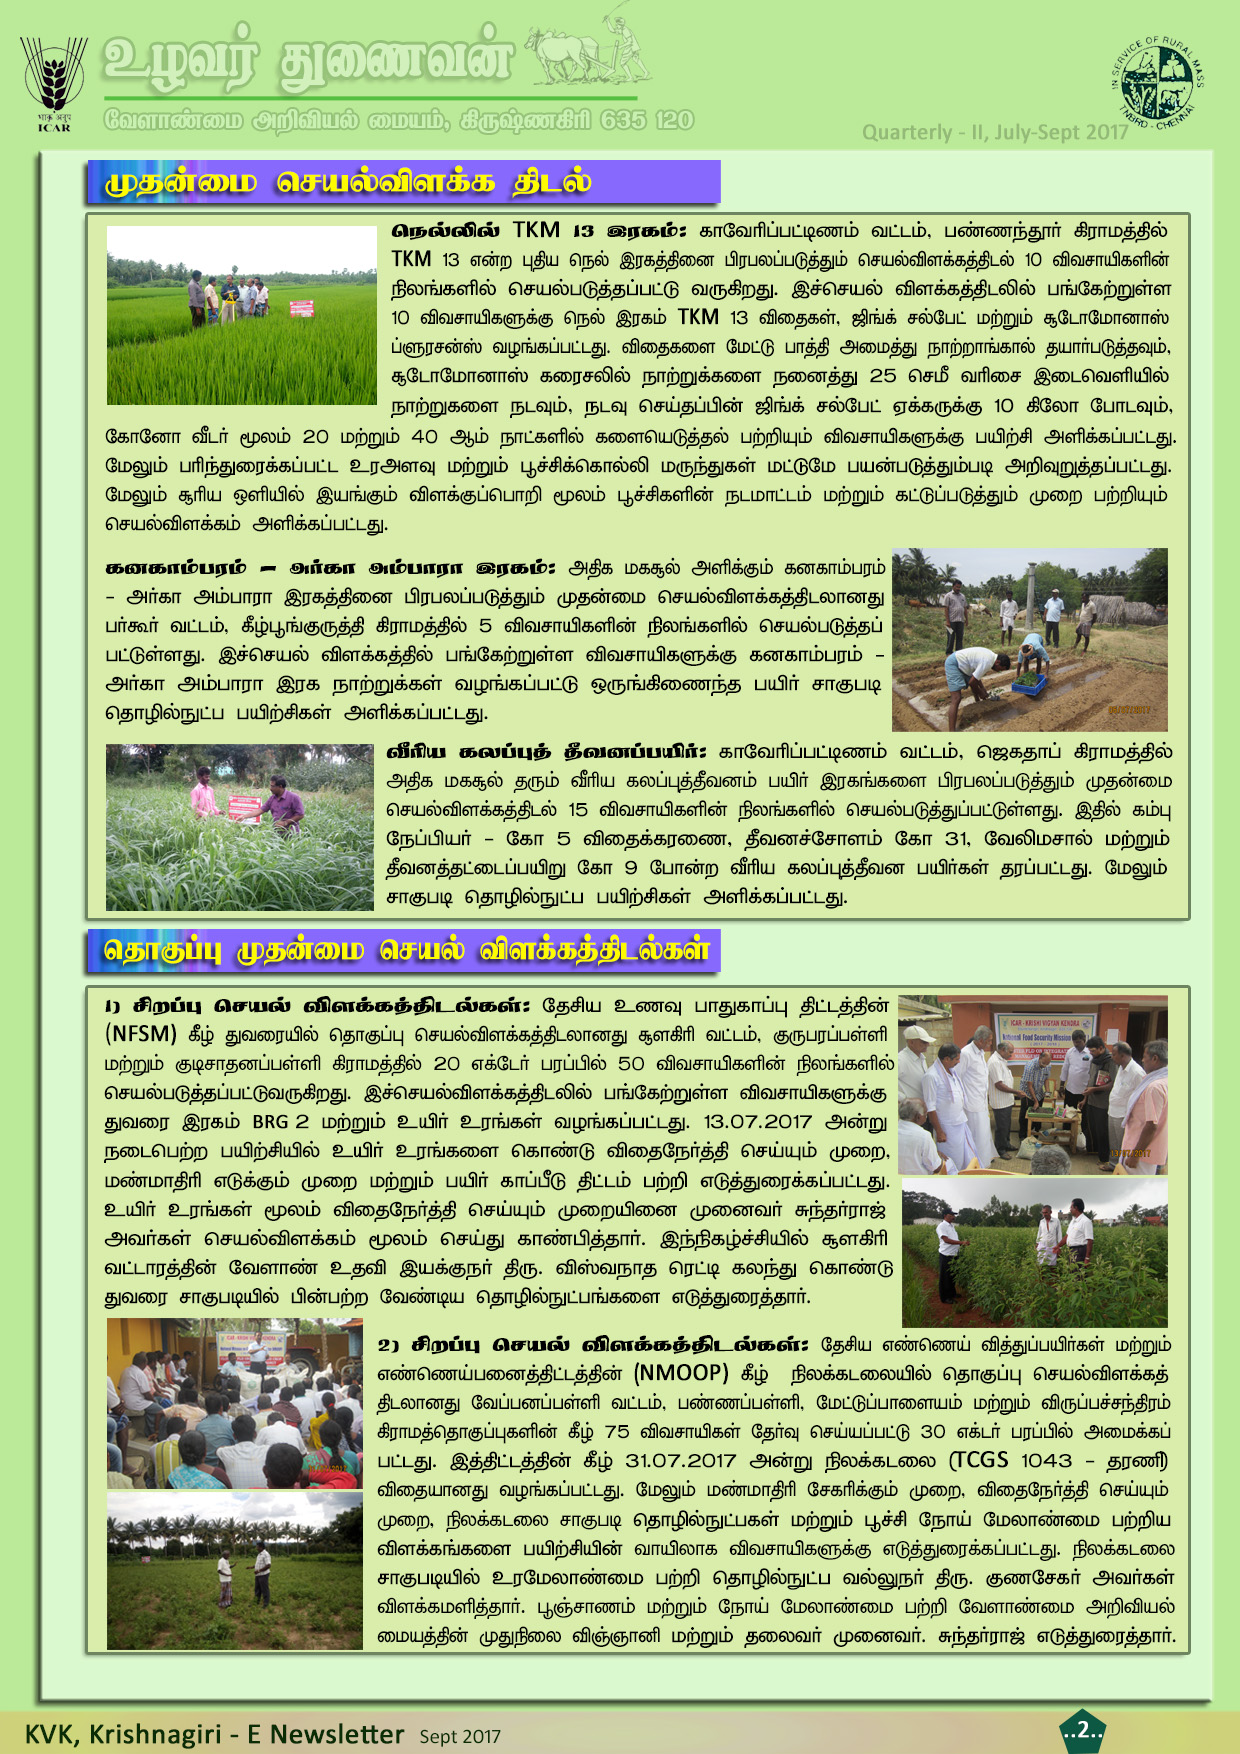 உழவர் துணைவன்
வேளாண்மை அறிவியல் மையம், கிருஷ்ணகிரி 635 120
भाकृअनुप
ICAR
IN SERVICE OF RURAL MASS
TNBRD - CHENNAI
Quarterly - II, July-Sept 2017
முதன்மை செயல்விளக்க திடல்
நெல்லில் TKM 13 இரகம்: காவேரிப்பட்டிணம் வட்டம், பண்ணந்தூர் கிராமத்தில்
TKM 13 என்ற புதிய நெல் இரகத்தினை பிரபலப்படுத்தும் செயல்விளக்கத்திடல் 10 விவசாயிகளின்
நிலங்களில் செயல்படுத்தப்பட்டு வருகிறது. இச்செயல் விளக்கத்திடலில் பங்கேற்றுள்ள
10 விவசாயிகளுக்கு நெல் இரகம் TKM 13 விதைகள், ஜிங்க் சல்பேட் மற்றும் சூடோமோனாஸ்
ப்ளுரசன்ஸ் வழங்கப்பட்டது. விதைகளை மேட்டு பாத்தி அமைத்து நாற்றாங்கால் தயார்படுத்தவும்,
சூடோமோனாஸ் கரைசலில் நாற்றுக்களை நனைத்து 25 செமீ வரிசை இடைவெளியில்
நாற்றுகளை நடவும், நடவு செய்தப்பின் ஜிங்க் சல்பேட் ஏக்கருக்கு 10 கிலோ போடவும்,
கோனோ வீடர் மூலம் 20 மற்றும் 40 ஆம் நாட்களில் களையெடுத்தல் பற்றியும் விவசாயிகளுக்கு பயிற்சி அளிக்கப்பட்டது.
மேலும் பரிந்துரைக்கப்பட்ட உரஅளவு மற்றும் பூச்சிக்கொல்லி மருந்துகள் மட்டுமே பயன்படுத்தும்படி அறிவுறுத்தப்பட்டது.
மேலும் சூரிய ஒளியில் இயங்கும் விளக்குப்பொறி மூலம் பூச்சிகளின் நடமாட்டம் மற்றும் கட்டுப்படுத்தும் முறை பற்றியும்
செயல்விளக்கம் அளிக்கப்பட்டது.
கனகாம்பரம் – அர்கா அம்பாரா இரகம்: அதிக மகசூல் அளிக்கும் கனகாம்பரம்
- அர்கா அம்பாரா இரகத்தினை பிரபலப்படுத்தும் முதன்மை செயல்விளக்கத்திடலானது
பர்கூர் வட்டம், கீழ்பூங்குருத்தி கிராமத்தில் 5 விவசாயிகளின் நிலங்களில் செயல்படுத்தப்
பட்டுள்ளது. இச்செயல் விளக்கத்தில் பங்கேற்றுள்ள விவசாயிகளுக்கு கனகாம்பரம் -
அர்கா அம்பாரா இரக நாற்றுக்கள் வழங்கப்பட்டு ஒருங்கிணைந்த பயிர் சாகுபடி
தொழில்நுட்ப பயிற்சிகள் அளிக்கப்பட்டது.
வீரிய கலப்புத் தீவனப்பயிர்: காவேரிப்பட்டிணம் வட்டம், ஜெகதாப் கிராமத்தில்
அதிக மகசூல் தரும் வீரிய கலப்புத்தீவனம் பயிர் இரகங்களை பிரபலப்படுத்தும் முதன்மை
செயல்விளக்கத்திடல் 15 விவசாயிகளின் நிலங்களில் செயல்படுத்துப்பட்டுள்ளது. இதில் கம்பு
நேப்பியர் - கோ 5 விதைக்கரணை, தீவனச்சோளம் கோ 31, வேலிமசால் மற்றும்
தீவனத்தட்டைப்பயிறு கோ 9 போன்ற வீரிய கலப்புத்தீவன பயிர்கள் தரப்பட்டது. மேலும்
சாகுபடி தொழில்நுட்ப பயிற்சிகள் அளிக்கப்பட்டது.
தொகுப்பு முதன்மை செயல் விளக்கத்திடல்கள்
1) சிறப்பு செயல் விளக்கத்திடல்கள்: தேசிய உணவு பாதுகாப்பு திட்டத்தின்
(NFSM) கீழ் துவரையில் தொகுப்பு செயல்விளக்கத்திடலானது சூளகிரி வட்டம், குருபரப்பள்ளி
மற்றும் குடிசாதனப்பள்ளி கிராமத்தில் 20 எக்டேர் பரப்பில் 50 விவசாயிகளின் நிலங்களில்
செயல்படுத்தப்பட்டுவருகிறது. இச்செயல்விளக்கத்திடலில் பங்கேற்றுள்ள விவசாயிகளுக்கு
துவரை இரகம் BRG 2 மற்றும் உயிர் உரங்கள் வழங்கப்பட்டது. 13.07.2017 அன்று
நடைபெற்ற பயிற்சியில் உயிர் உரங்களை கொண்டு விதைநேர்த்தி செய்யும் முறை,
மண்மாதிரி எடுக்கும் முறை மற்றும் பயிர் காப்பீடு திட்டம் பற்றி எடுத்துரைக்கப்பட்டது.
உயிர் உரங்கள் மூலம் விதைநேர்த்தி செய்யும் முறையினை முனைவர் சுந்தர்ராஜ்
அவர்கள் செயல்விளக்கம் மூலம் செய்து காண்பித்தார். இந்நிகழ்ச்சியில் சூளகிரி
வட்டாரத்தின் வேளாண் உதவி இயக்குநர் திரு. விஸ்வநாத ரெட்டி கலந்து கொண்டு
துவரை சாகுபடியில் பின்பற்ற வேண்டிய தொழில்நுட்பங்களை எடுத்துரைத்தார்.
ICAR - KRISHI VIGYAN KENDRA
National Food Security Mission
2) சிறப்பு செயல் விளக்கத்திடல்கள்: தேசிய எண்ணெய் வித்துப்பயிர்கள் மற்றும்
எண்ணெய்பனைத்திட்டத்தின் (NMOOP) கீழ் நிலக்கடலையில் தொகுப்பு செயல்விளக்கத்
திடலானது வேப்பனப்பள்ளி வட்டம், பண்ணப்பள்ளி, மேட்டுப்பாளையம் மற்றும் விருப்பச்சந்திரம்
கிராமத்தொகுப்புகளின் கீழ் 75 விவசாயிகள் தேர்வு செய்யப்பட்டு 30 எக்டர் பரப்பில் அமைக்கப்
பட்டது. இத்திட்டத்தின் கீழ் 31.07.2017 அன்று நிலக்கடலை (TCGS 1043 - தரணி)
விதையானது வழங்கப்பட்டது. மேலும் மண்மாதிரி சேகரிக்கும் முறை, விதைநேர்த்தி செய்யும்
முறை, நிலக்கடலை சாகுபடி தொழில்நுட்பகள் மற்றும் பூச்சி நோய் மேலாண்மை பற்றிய
விளக்கங்களை பயிற்சியின் வாயிலாக விவசாயிகளுக்கு எடுத்துரைக்கப்பட்டது. நிலக்கடலை
சாகுபடியில் உரமேலாண்மை பற்றி தொழில்நுட்ப வல்லுநர் திரு. குணசேகர் அவர்கள்
விளக்கமளித்தார். பூஞ்சாணம் மற்றும் நோய் மேலாண்மை பற்றி வேளாண்மை அறிவியல்
மையத்தின் முதுநிலை விஞ்ஞானி மற்றும் தலைவர் முனைவர். சுந்தர்ராஜ் எடுத்துரைத்தார்.
KVK, Krishnagiri - E Newsletter Sept 2017
..2..